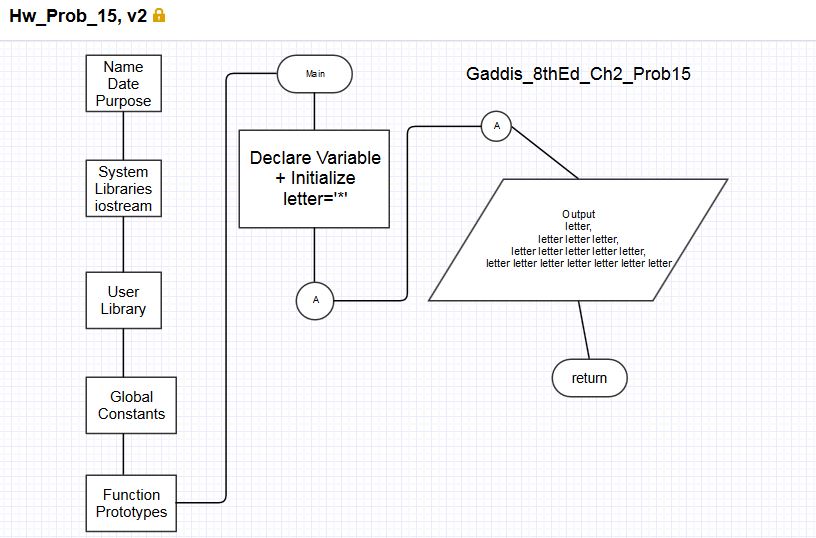 Hw_Prob_15, v2
Name
Date
Purpose
System
Libraries
iostream
User
Library
Global
Constants
Function
Prototypes
Main
Declare Variable
+ Initialize
letter='*'
A
Gaddis_8thEd_Ch2_Prob15
A
Output
letter,
letter letter letter,
letter letter letter letter letter,
letter letter letter letter letter letter letter
return